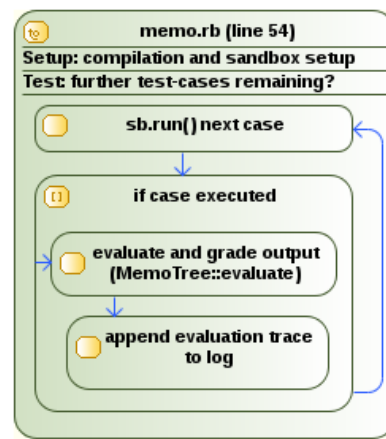 to
memo.rb (line 54)
Setup: compilation and sandbox setup
Test: further test-cases remaining?
sb.run() next case
[]
if case executed
evaluate and grade output
(MemoTree::evaluate)
append evaluation trace
to log